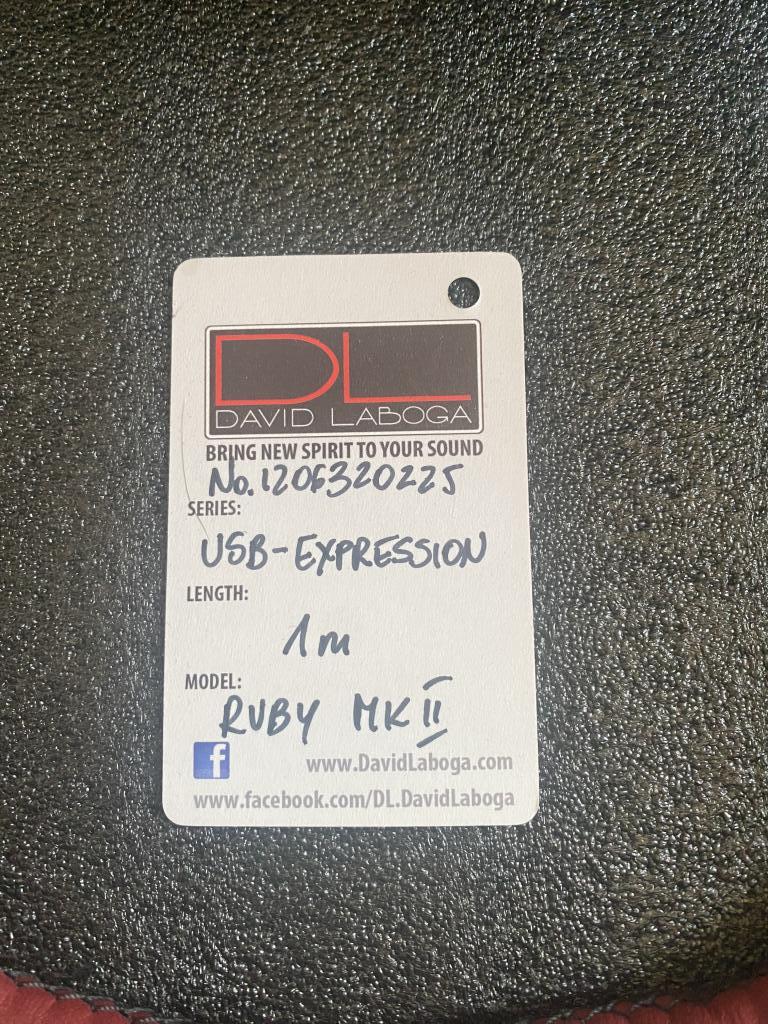 DL
DAVID LABOGA
BRING NEW SPIRIT TO YOUR SOUND
No. 1206320225
SERIES:
USB-EXPRESSION
LENGTH:
1m
MODEL:
RUBY MK II
f
www.DavidLaboga.com
www.facebook.com/DL.DavidLaboga